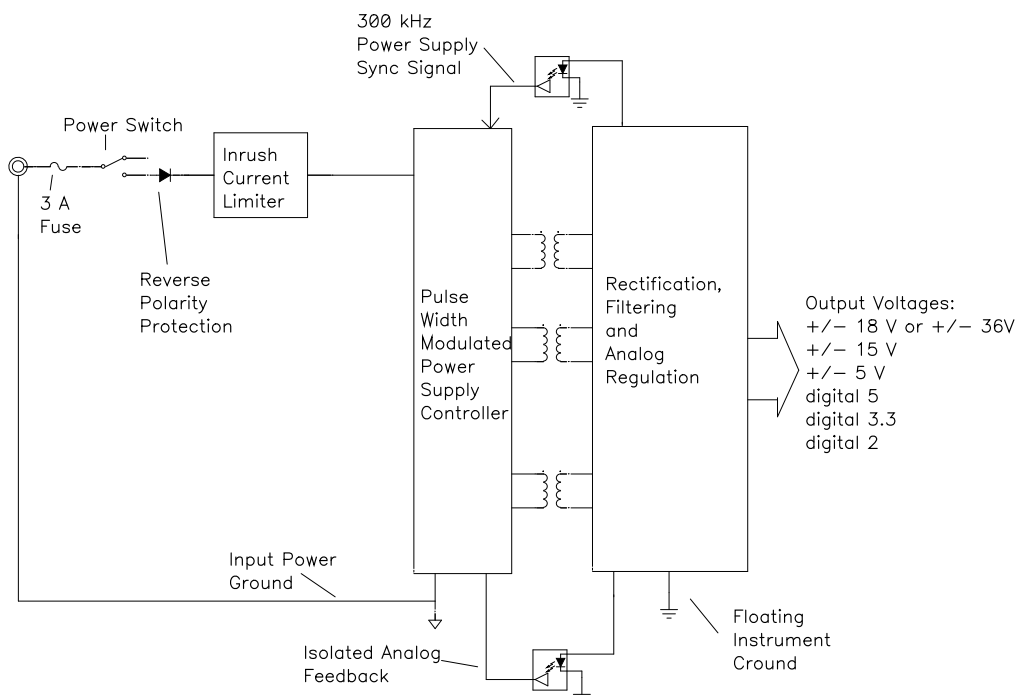 300 kHz
Power Supply
Sync Signal
Power Switch
Inrush
Current
Limiter
3 A
Fuse
Reverse
Polarity
Protection
Pulse
Width
Modulated
Power
Supply
Controller
Rectification,
Filtering
and
Analog
Regulation
Output Voltages:
+/− 18 V or +/− 36V
+/− 15 V
+/− 5 V
digital 5
digital 3.3
digital 2
Input Power
Ground
Isolated Analog
Feedback
Floating
Instrument
Ground